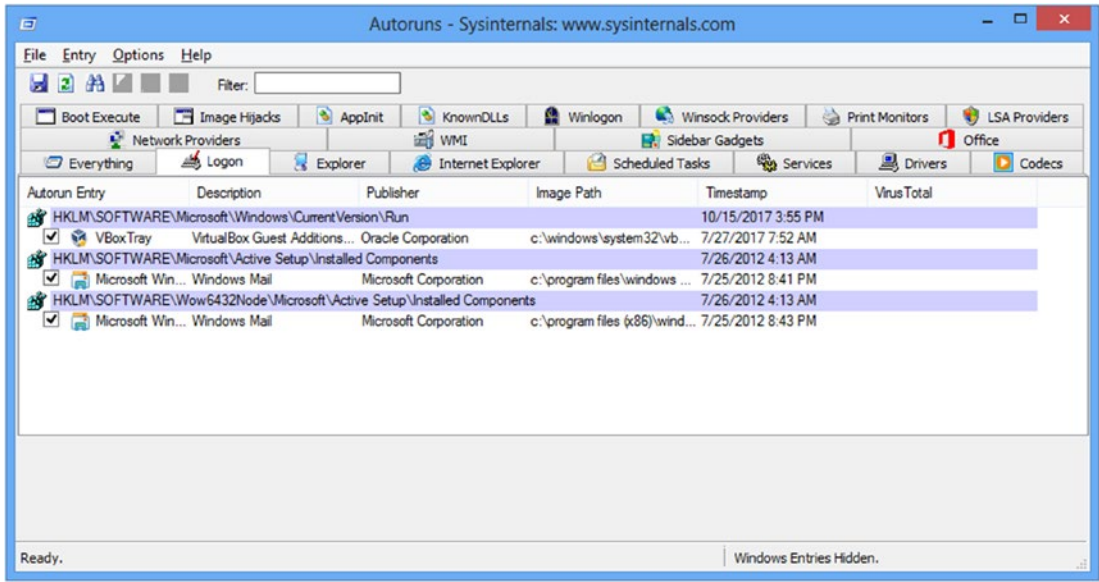 Autoruns - Sysinternals: www.sysinternals.com
File Entry Options Help
Filter:
Boot Execute Image Hijacks AppInit KnownDLLs Winlogon Winsock Providers Print Monitors LSA Providers
Network Providers WMI Sidebar Gadgets Office
Everything Logon Explorer Internet Explorer Scheduled Tasks Services Drivers Codecs
Autorun Entry Description Publisher Image Path Timestamp VirusTotal
HKLM\SOFTWARE\Microsoft\Windows\CurrentVersion\Run 10/15/2017 3:55 PM
VBoxTray VirtualBox Guest Additions... Oracle Corporation c:\windows\system32\vb... 7/27/2017 7:52 AM
HKLM\SOFTWARE\Microsoft\Active Setup\Installed Components 7/26/2012 4:13 AM
Microsoft Win... Windows Mail Microsoft Corporation c:\program files\windows ... 7/25/2012 8:41 PM
HKLM\SOFTWARE\Wow6432Node\Microsoft\Active Setup\Installed Components 7/26/2012 4:13 AM
Microsoft Win... Windows Mail Microsoft Corporation c:\program files (x86)\wind... 7/25/2012 8:43 PM
Ready. Windows Entries Hidden.